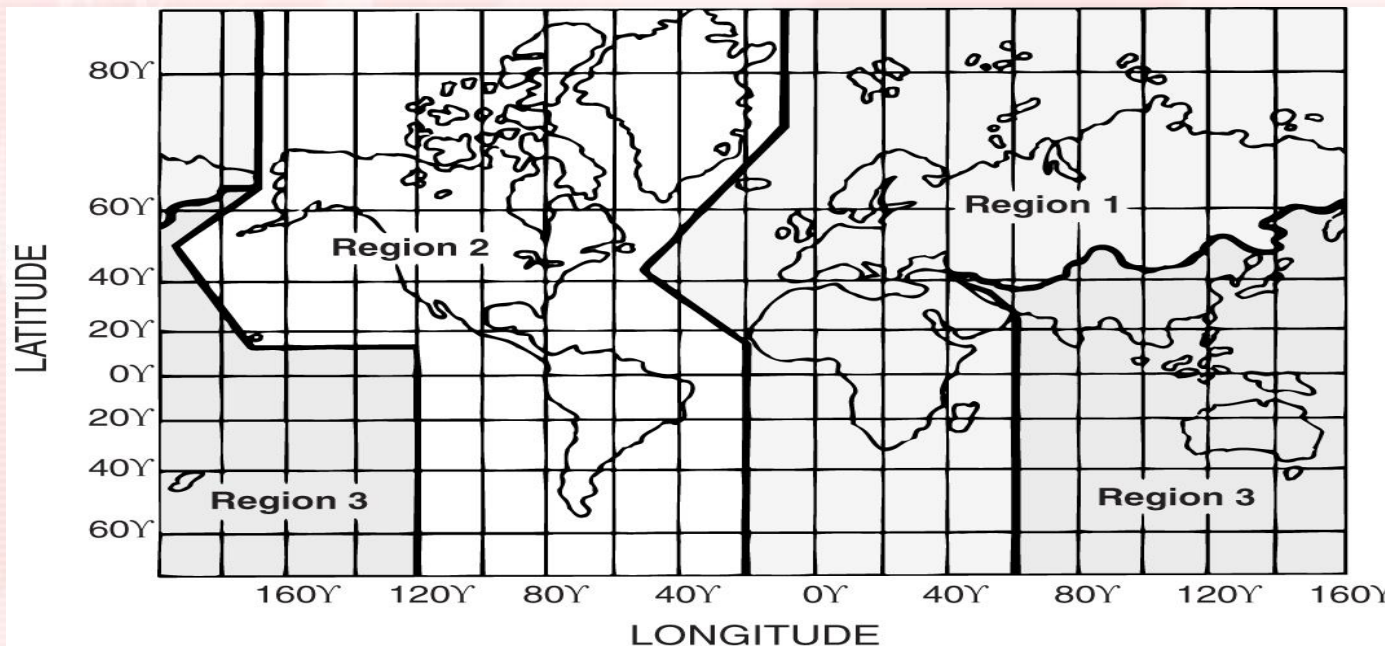 80ϒ
60ϒ
Region 1
Region 2
40ϒ
20ϒ
0ϒ
20ϒ
40ϒ
Region 3
Region 3
60ϒ
LATITUDE
160ϒ 120ϒ 80ϒ 40ϒ 0ϒ 40ϒ 80ϒ 120ϒ 160ϒ
LONGITUDE